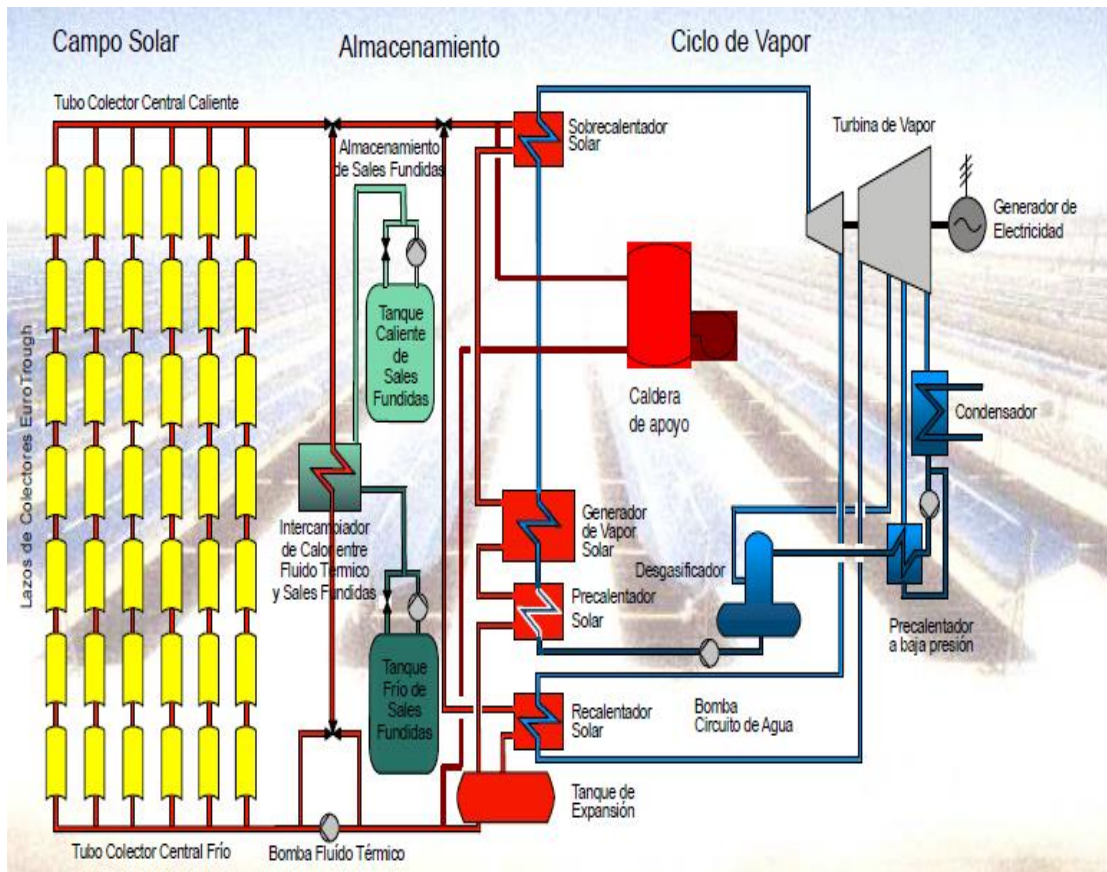 Campo Solar
Almacenamiento
Ciclo de Vapor
Tubo Colector Central Caliente
Almacenamiento
de Sales Fundidas
Sobrecalentador
Solar
Turbina de Vapor
Generador de
Electricidad
Tanque
Caliente
de
Sales
Fundidas
Caldera
de apoyo
Condensador
Lazos de Colectores EuroTrough
Intercambiador
de Calor entre
Fluido Térmico
y Sales Fundidas
Generador
de Vapor
Solar
Desgasificador
Precalentador
Solar
Precalentador
a baja presión
Tanque
Frío de
Sales
Fundidas
Recalentador
Solar
Bomba
Circuito de Agua
Tanque de
Expansión
Tubo Colector Central Frío
Bomba Fluído Térmico